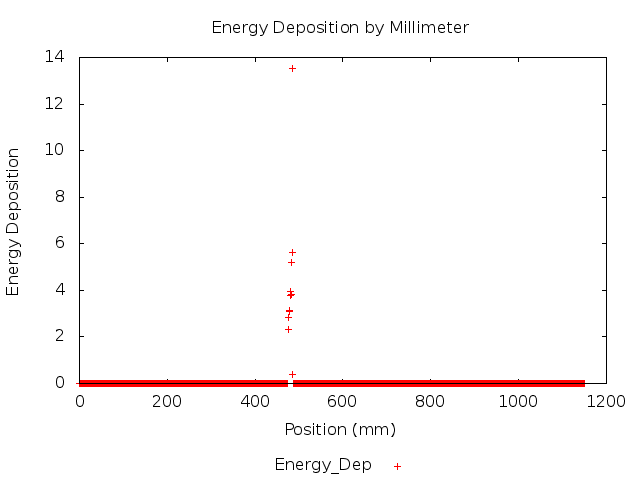 Energy Deposition by Millimeter
14
12
10
8
6
4
2
0
Energy Deposition
0 200 400 600 800 1000 1200
Position (mm)
Energy_Dep